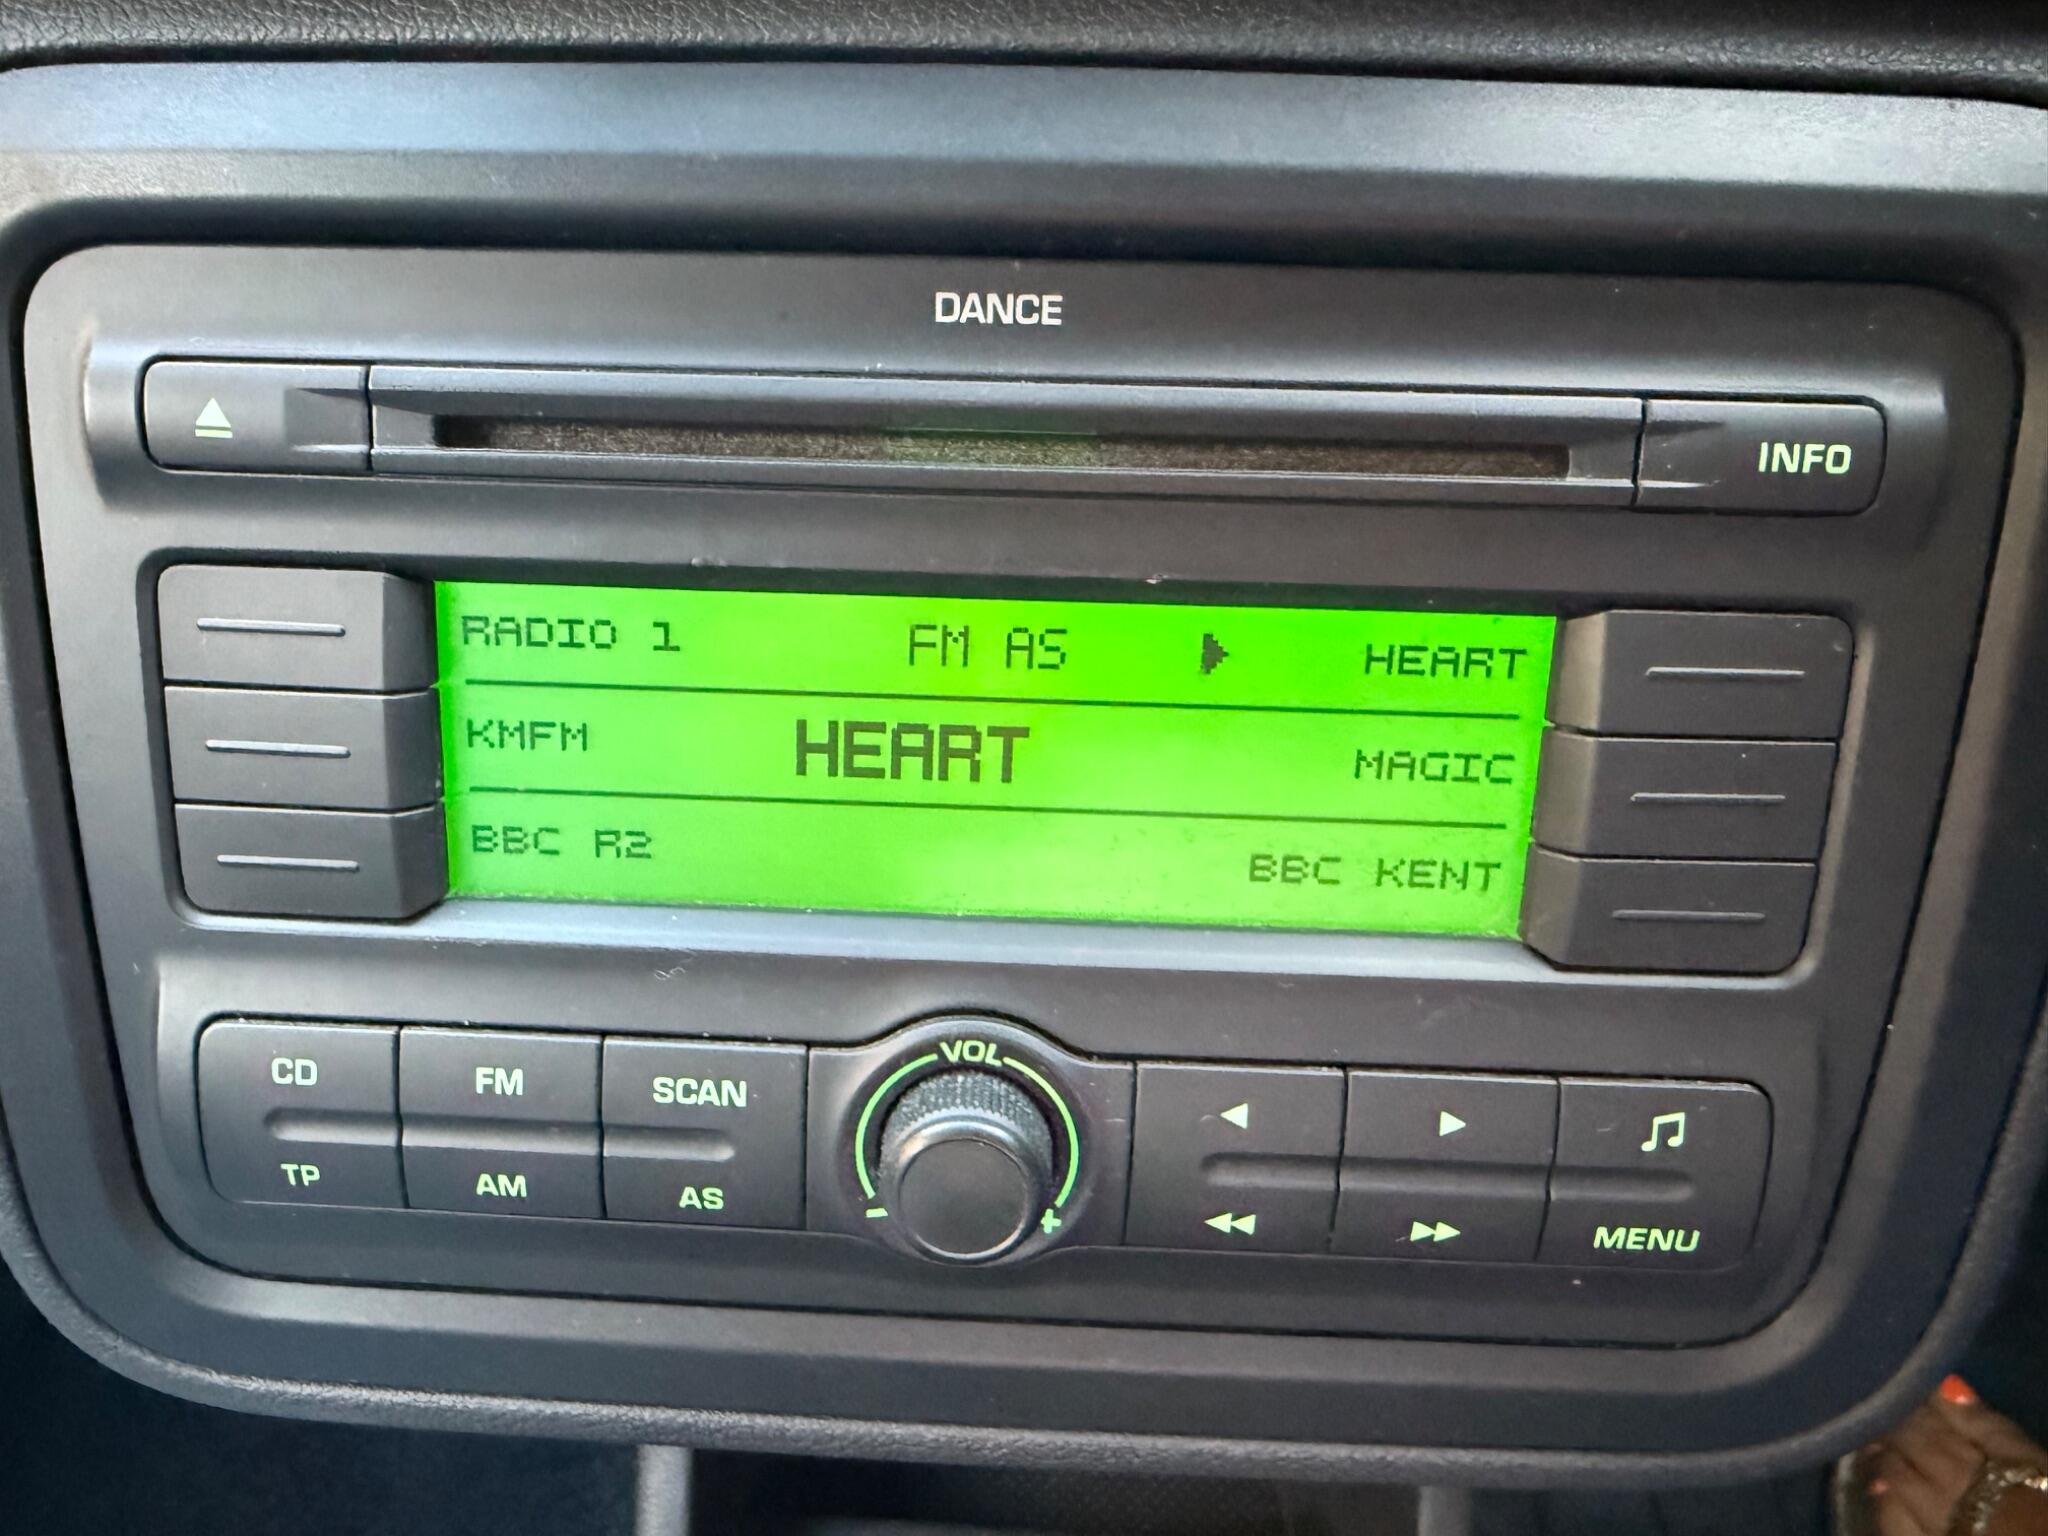 DANCE
INFO
RADIO 1 FM AS HEART
KMFM HEART MAGIC
BBC R2 BBC KENT
CD FM SCAN VOL
TP AM AS - + MENU